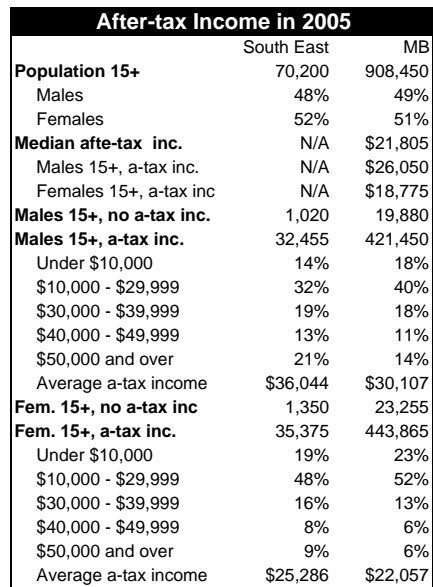 After-tax Income in 2005
South East MB
Population 15+ 70,200 908,450
Males 48% 49%
Females 52% 51%
Median afte-tax inc. N/A $21,805
Males 15+, a-tax inc. N/A $26,050
Females 15+, a-tax inc N/A $18,775
Males 15+, no a-tax inc. 1,020 19,880
Males 15+, a-tax inc. 32,455 421,450
Under $10,000 14% 18%
$10,000 - $29,999 32% 40%
$30,000 - $39,999 19% 18%
$40,000 - $49,999 13% 11%
$50,000 and over 21% 14%
Average a-tax income $36,044 $30,107
Fem. 15+, no a-tax inc 1,350 23,255
Fem. 15+, a-tax inc. 35,375 443,865
Under $10,000 19% 23%
$10,000 - $29,999 48% 52%
$30,000 - $39,999 16% 13%
$40,000 - $49,999 8% 6%
$50,000 and over 9% 6%
Average a-tax income $25,286 $22,057